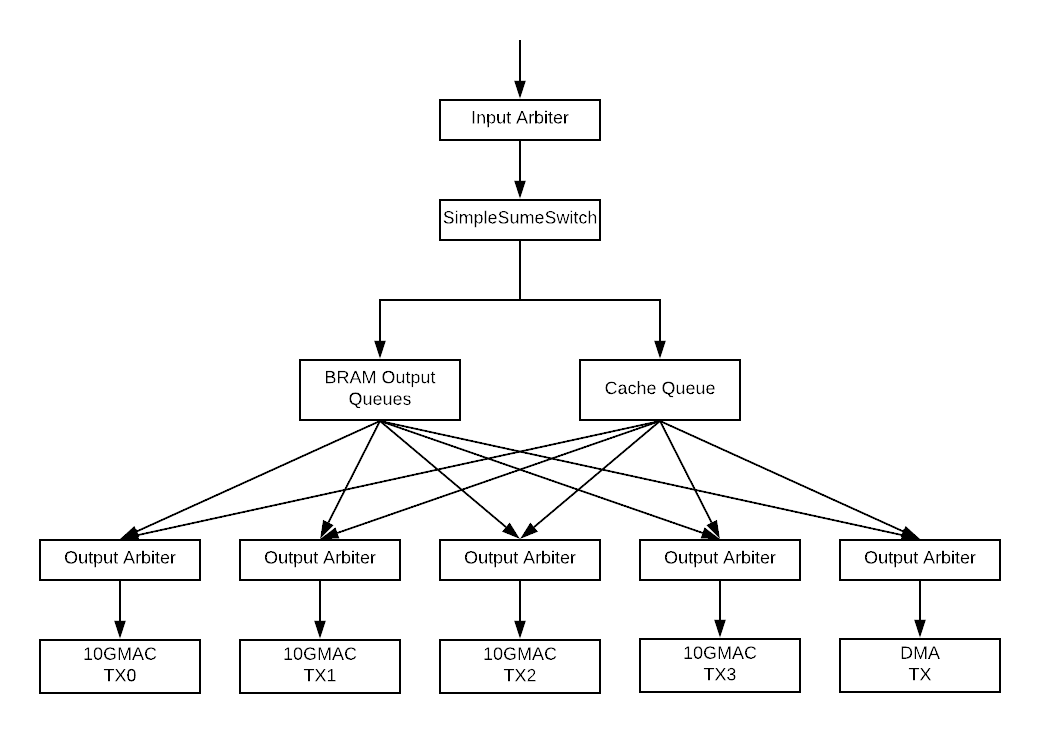 Input Arbiter
SimpleSumeSwitch
BRAM Output
Queues
Cache Queue
Output Arbiter
Output Arbiter
Output Arbiter
Output Arbiter
Output Arbiter
10GMAC
TX0
10GMAC
TX1
10GMAC
TX2
10GMAC
TX3
DMA
TX